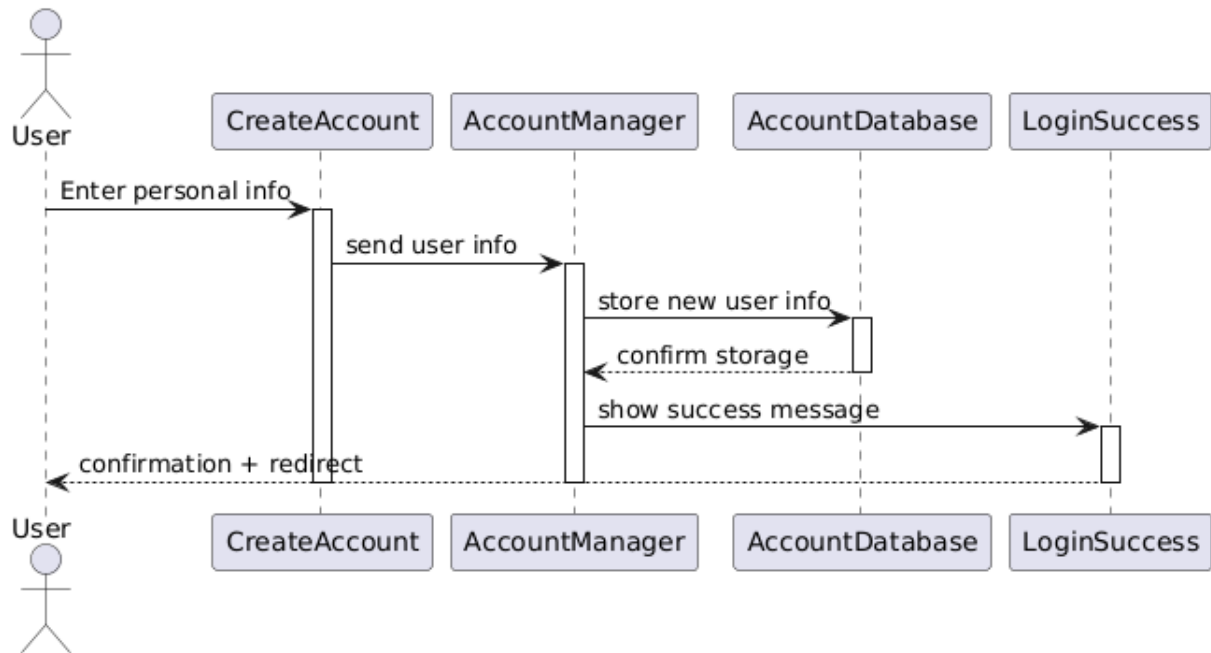 User
CreateAccount
AccountManager
AccountDatabase
LoginSuccess
Enter personal info
send user info
store new user info
confirm storage
show success message
confirmation + redirect
User
CreateAccount
AccountManager
AccountDatabase
LoginSuccess